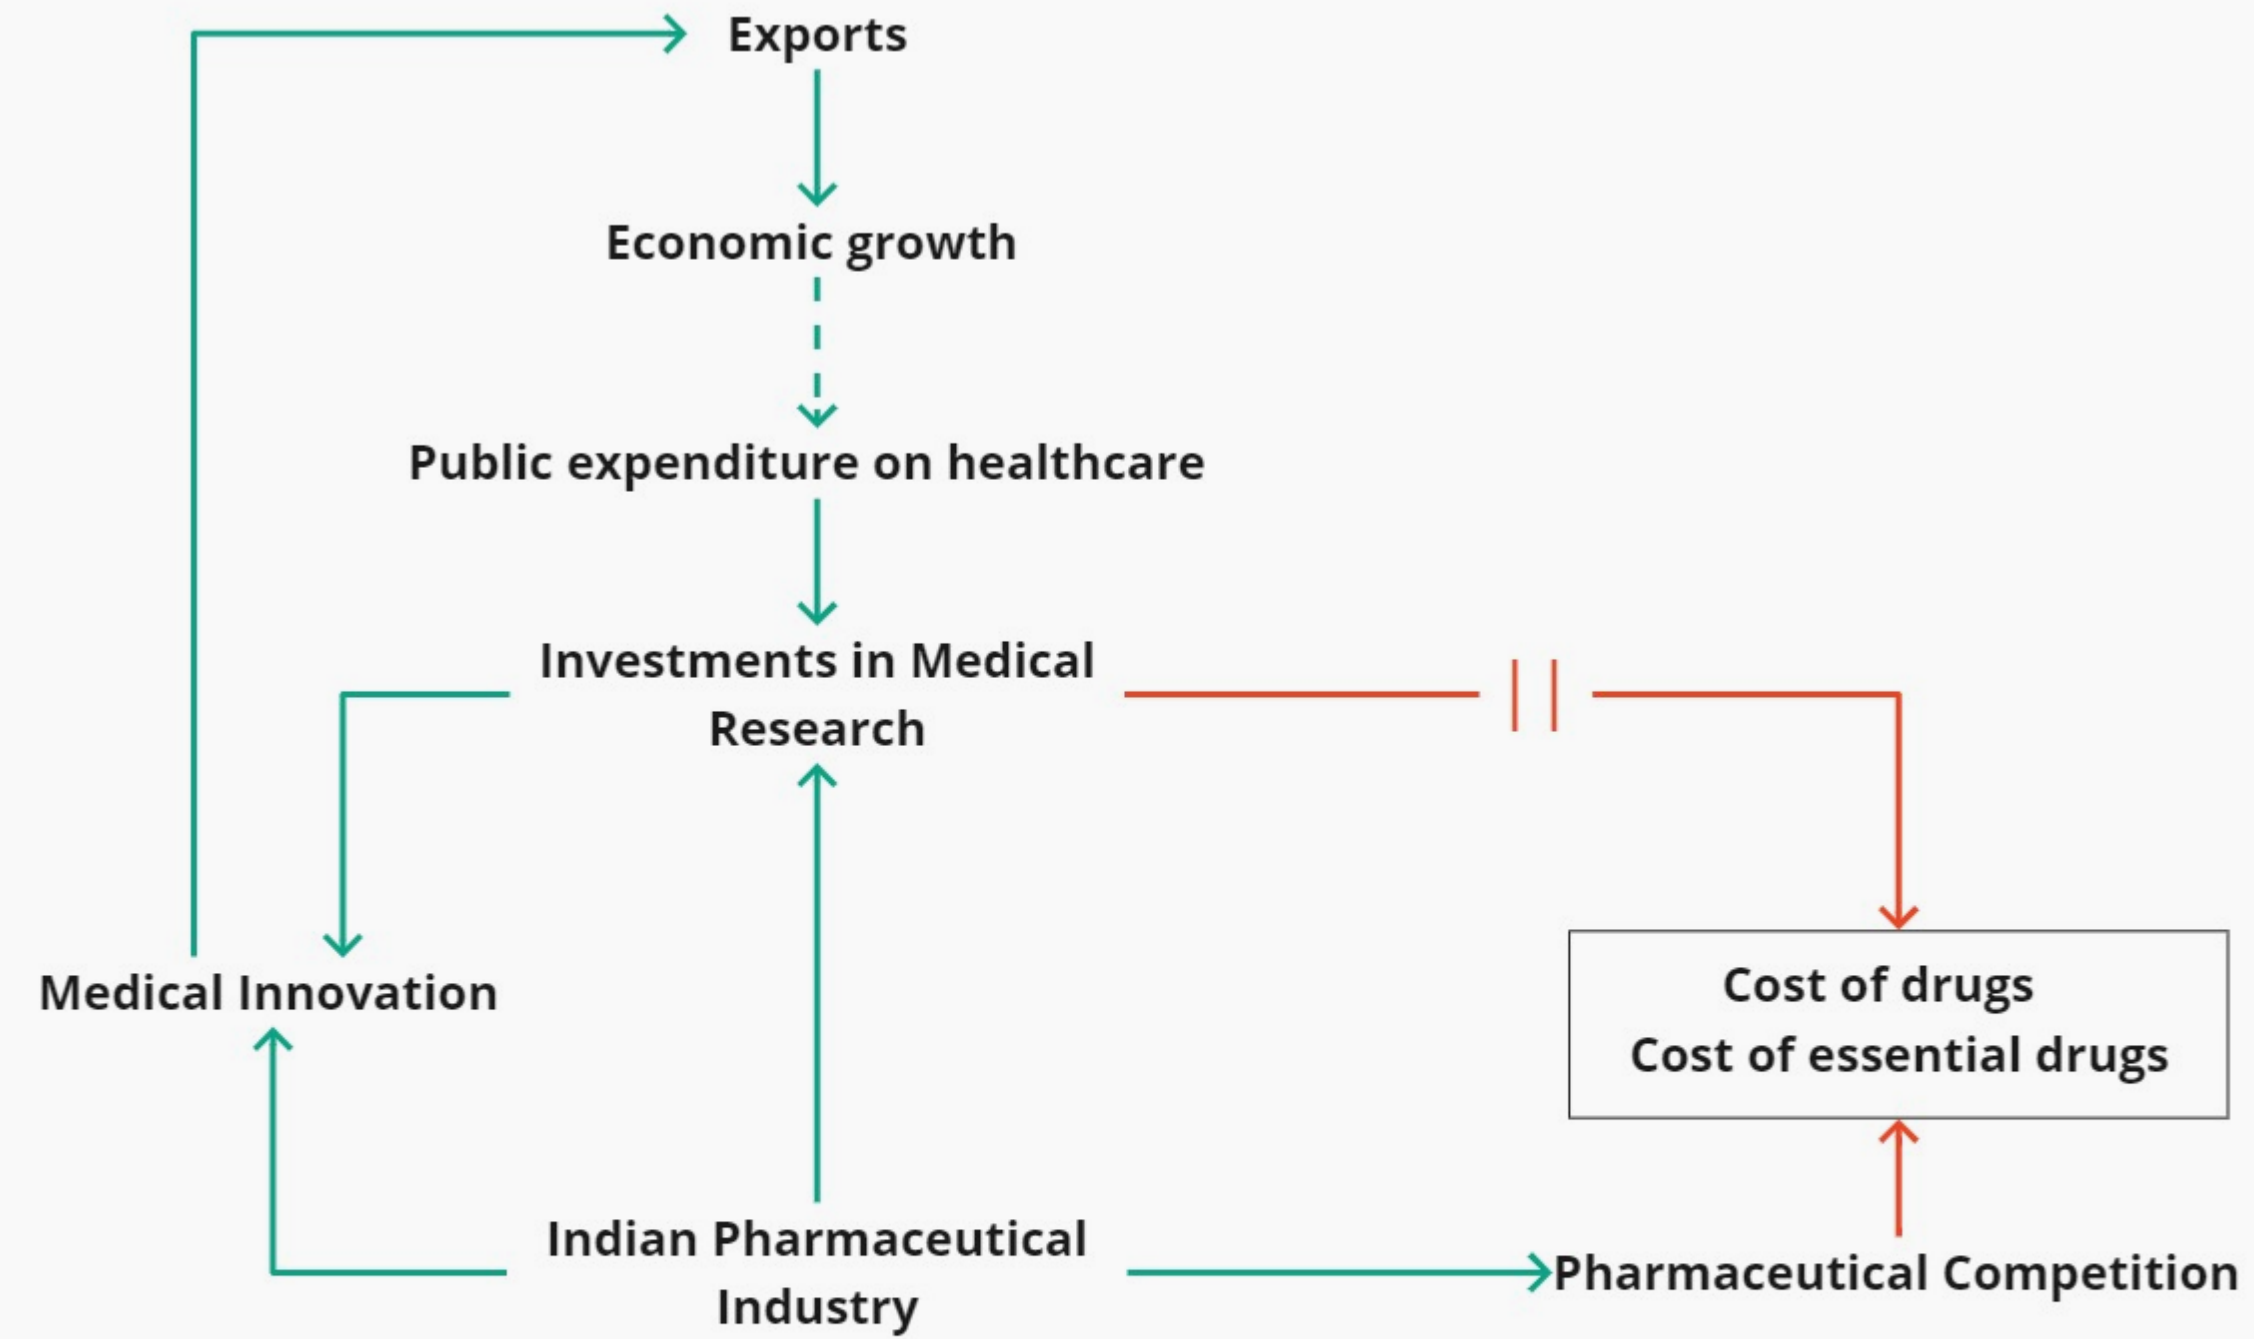 Exports
Economic growth
Public expenditure on healthcare
Investments in Medical
Research
Medical Innovation
Cost of drugs
Cost of essential drugs
Indian Pharmaceutical
Industry
Pharmaceutical Competition